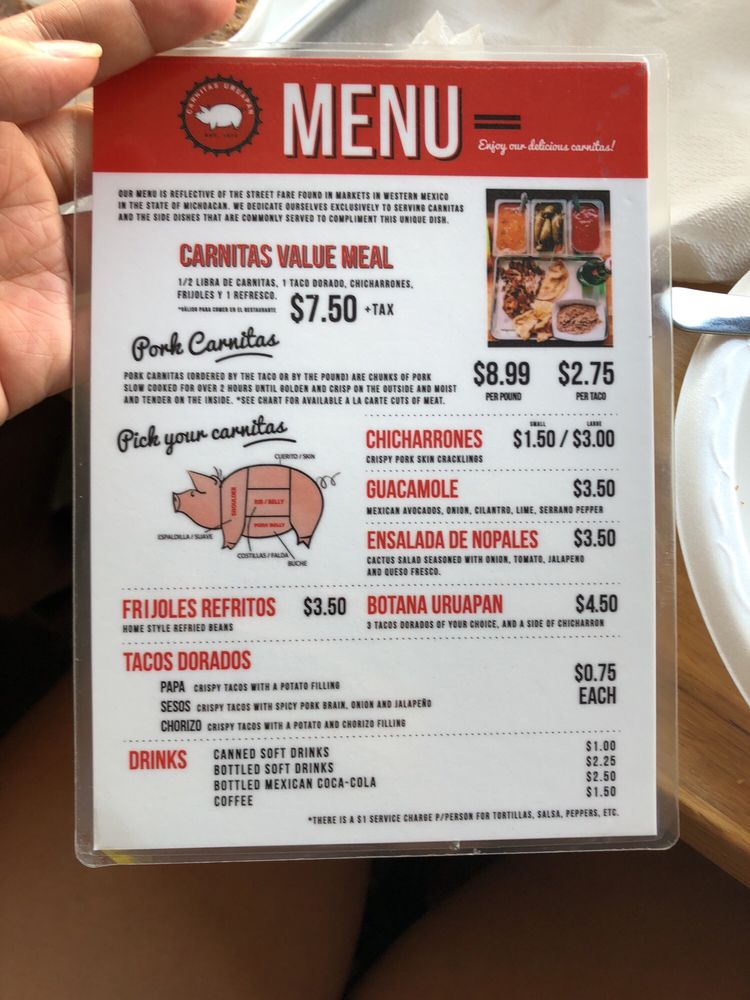 CARNITAS URUAPAN
EST. 1975
MENU
Enjoy our delicious carnitas!
OUR MENU IS REFLECTIVE OF THE STREET FARE FOUND IN MARKETS IN WESTERN MEXICO
IN THE STATE OF MICHOACAN. WE DEDICATE OURSELVES EXCLUSIVELY TO SERVING CARNITAS
AND THE SIDE DISHES THAT ARE COMMONLY SERVED TO COMPLIMENT THIS UNIQUE DISH.
CARNITAS VALUE MEAL
1/2 LIBRA DE CARNITAS, 1 TACO DORADO, CHICHARRONES,
FRIJOLES Y 1 REFRESCO.
*VÁLIDO PARA COMER EN EL RESTAURANTE
$7.50 +TAX
Pork Carnitas
PORK CARNITAS (ORDERED BY THE TACO OR BY THE POUND) ARE CHUNKS OF PORK
SLOW COOKED FOR OVER 2 HOURS UNTIL GOLDEN AND CRISP ON THE OUTSIDE AND MOIST
AND TENDER ON THE INSIDE. *SEE CHART FOR AVAILABLE A LA CARTE CUTS OF MEAT.
$8.99 $2.75
PER POUND PER TACO
Pick your carnitas
CUERITO / SKIN
SHOULDER
RIB / BELLY
PORK BELLY
ESPALDILLA / SUAVE
COSTILLAS / FALDA
BUCHE
SMALL LARGE
CHICHARRONES $1.50 / $3.00
CRISPY PORK SKIN CRACKLINGS
GUACAMOLE $3.50
MEXICAN AVOCADOS, ONION, CILANTRO, LIME, SERRANO PEPPER
ENSALADA DE NOPALES $3.50
CACTUS SALAD SEASONED WITH ONION, TOMATO, JALAPENO
AND QUESO FRESCO.
FRIJOLES REFRITOS $3.50
HOME STYLE REFRIED BEANS
BOTANA URUAPAN $4.50
3 TACOS DORADOS OF YOUR CHOICE, AND A SIDE OF CHICHARRON
TACOS DORADOS
PAPA CRISPY TACOS WITH A POTATO FILLING
SESOS CRISPY TACOS WITH SPICY PORK BRAIN, ONION AND JALAPEÑO
CHORIZO CRISPY TACOS WITH A POTATO AND CHORIZO FILLING
$0.75
EACH
DRINKS
CANNED SOFT DRINKS $1.00
BOTTLED SOFT DRINKS $2.25
BOTTLED MEXICAN COCA-COLA $2.50
COFFEE $1.50
*THERE IS A $1 SERVICE CHARGE P/PERSON FOR TORTILLAS, SALSA, PEPPERS, ETC.